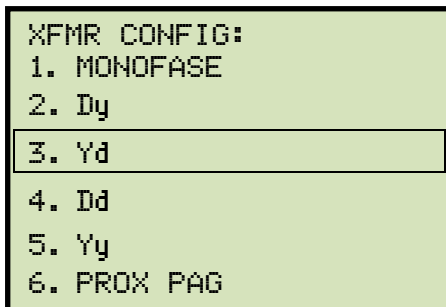 XFMR CONFIG:
1. MONOFASE
2. Dy
3. Yd
4. Dd
5. Yy
6. PROX PAG